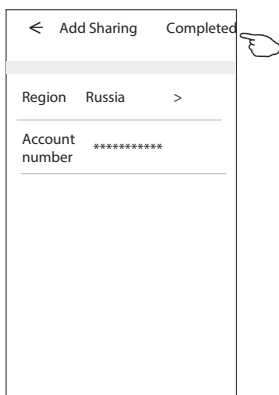 ← Add Sharing Completed
Region Russia >
Account
number ***********